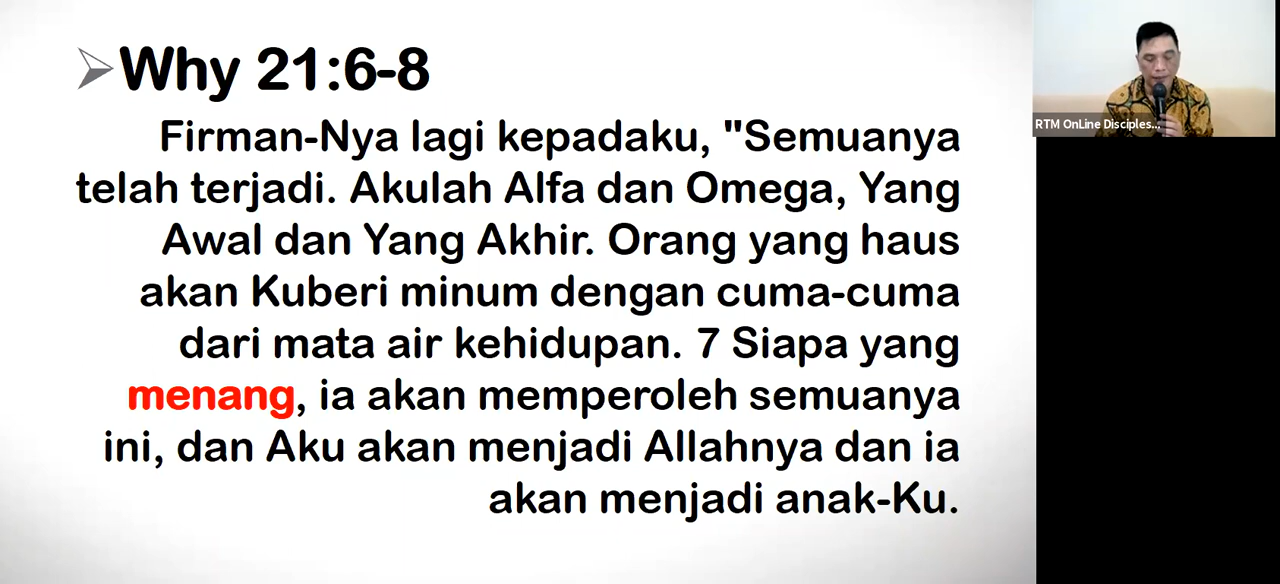 Why 21:6-8
Firman-Nya lagi kepadaku, "Semuanya
telah terjadi. Akulah Alfa dan Omega, Yang
Awal dan Yang Akhir. Orang yang haus
akan Kuberi minum dengan cuma-cuma
dari mata air kehidupan. 7 Siapa yang
menang, ia akan memperoleh semuanya
ini, dan Aku akan menjadi Allahnya dan ia
akan menjadi anak-Ku.
RTM OnLine Disciples...